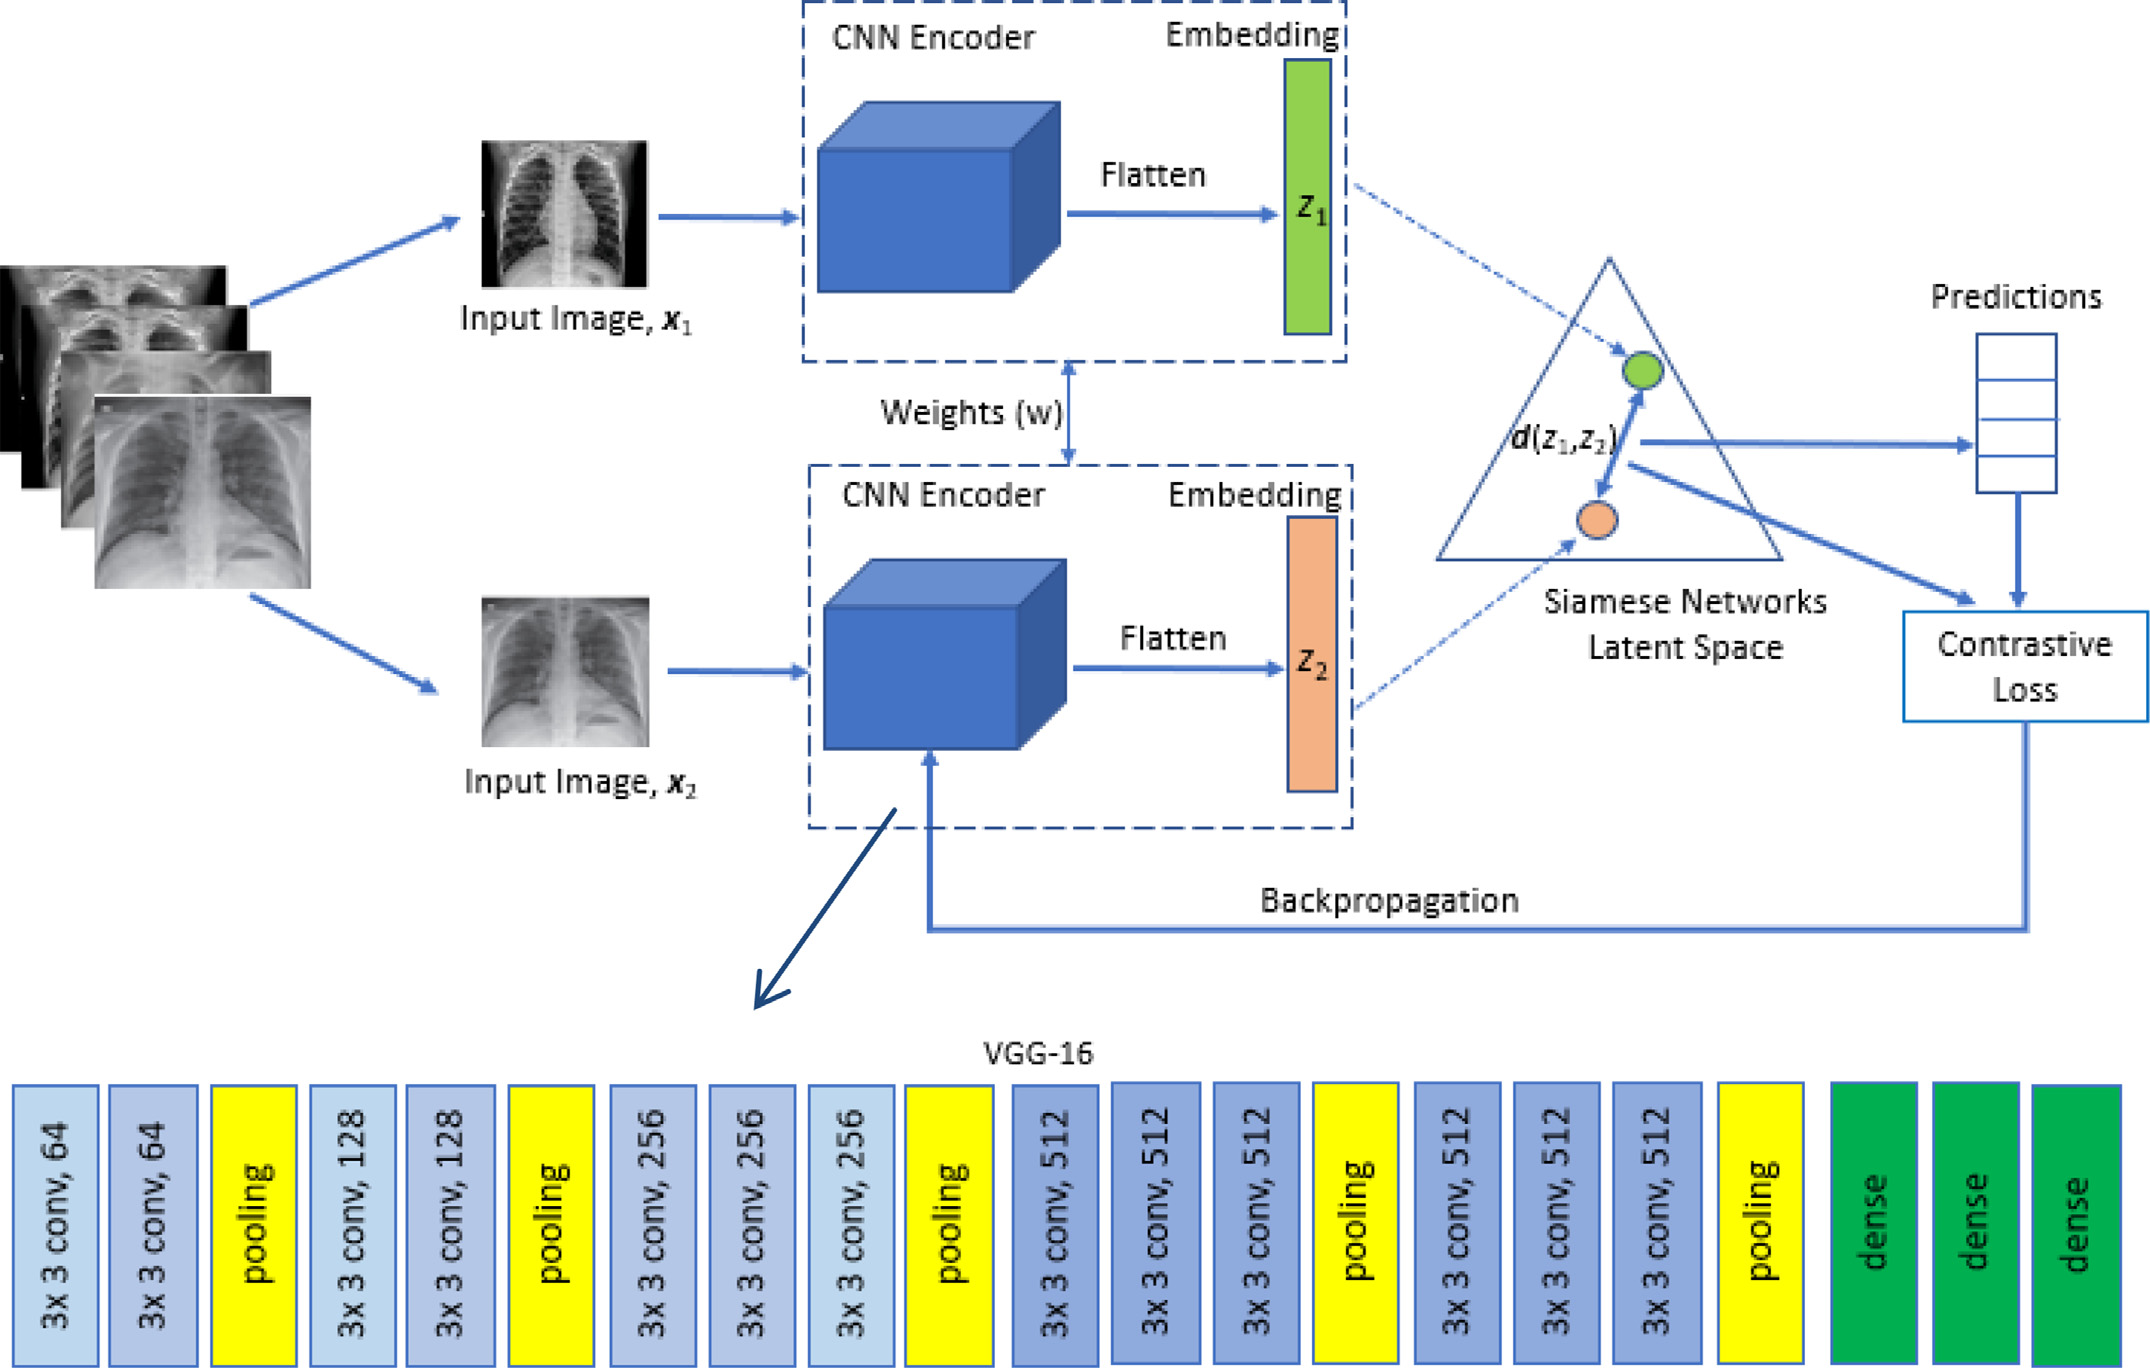 CNN Encoder
Embedding
Flatten
z1
Input Image, x1
Weights (w)
CNN Encoder
Embedding
Flatten
z2
Input Image, x2
d(z1,z2)
Siamese Networks
Latent Space
Predictions
Contrastive
Loss
Backpropagation
VGG-16
3x 3 conv, 64
3x 3 conv, 64
pooling
3x 3 conv, 128
3x 3 conv, 128
pooling
3x 3 conv, 256
3x 3 conv, 256
3x 3 conv, 256
pooling
3x 3 conv, 512
3x 3 conv, 512
3x 3 conv, 512
pooling
3x 3 conv, 512
3x 3 conv, 512
3x 3 conv, 512
pooling
dense
dense
dense